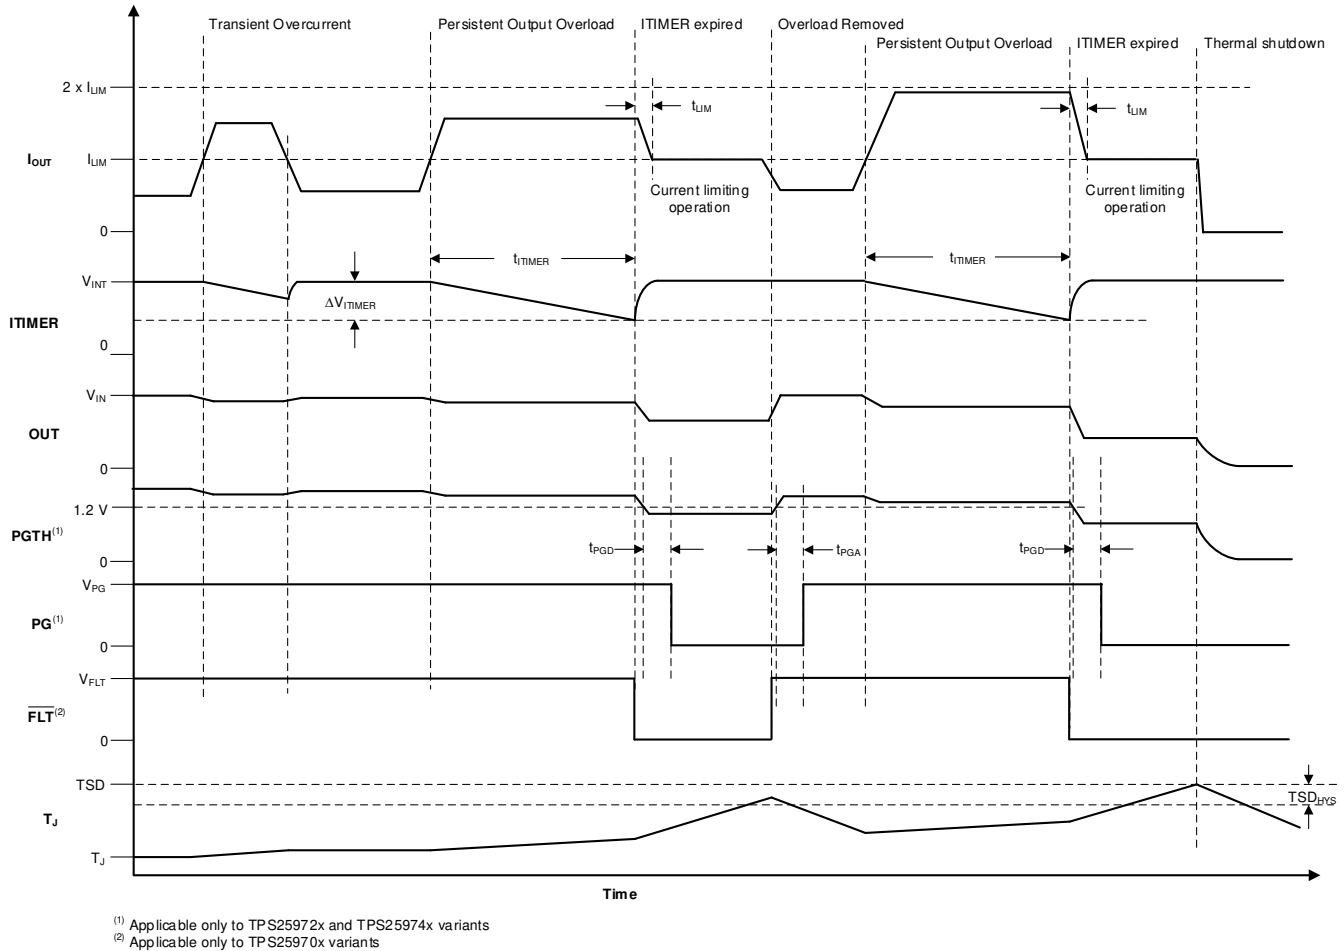 Transient Overcurrent
Persistent Output Overload
ITIMER expired
Overload Removed
Persistent Output Overload
ITIMER expired
Thermal shutdown
2 x ILIM
tLIM
tLIM
IOUT
ILIM
Current limiting
operation
Current limiting
operation
0
tITIMER
tITIMER
VINT
ΔVITIMER
ITIMER
0
VIN
OUT
0
1.2 V
PGTH(1)
tPGD
tPGA
tPGD
0
VPG
PG(1)
0
VFLT
FLT(2)
0
TSD
TSDHYS
TJ
TJ
Time
(1) Applicable only to TPS25972x and TPS25974x variants
(2) Applicable only to TPS25970x variants